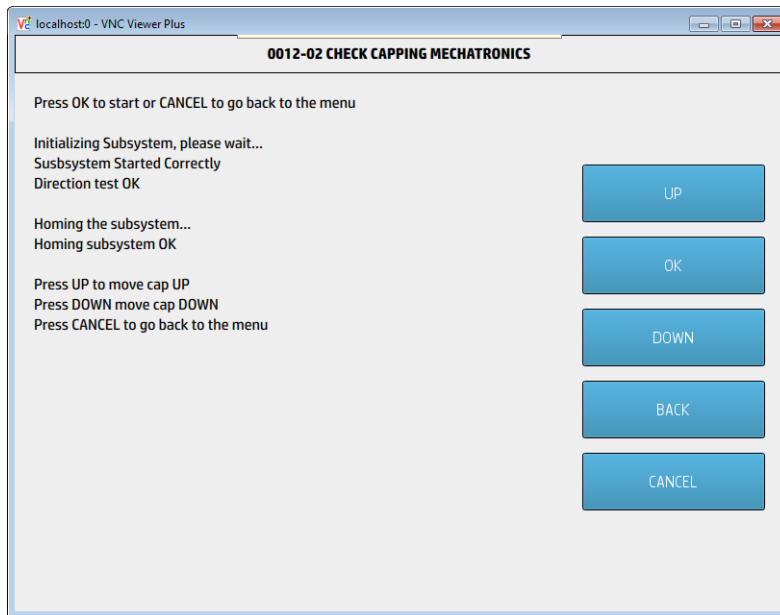 localhost:0 - VNC Viewer Plus
0012-02 CHECK CAPPING MECHATRONICS
Press OK to start or CANCEL to go back to the menu
Initializing Subsystem, please wait...
Susbsystem Started Correctly
Direction test OK
Homing the subsystem...
Homing subsystem OK
Press UP to move cap UP
Press DOWN move cap DOWN
Press CANCEL to go back to the menu
UP
OK
DOWN
BACK
CANCEL